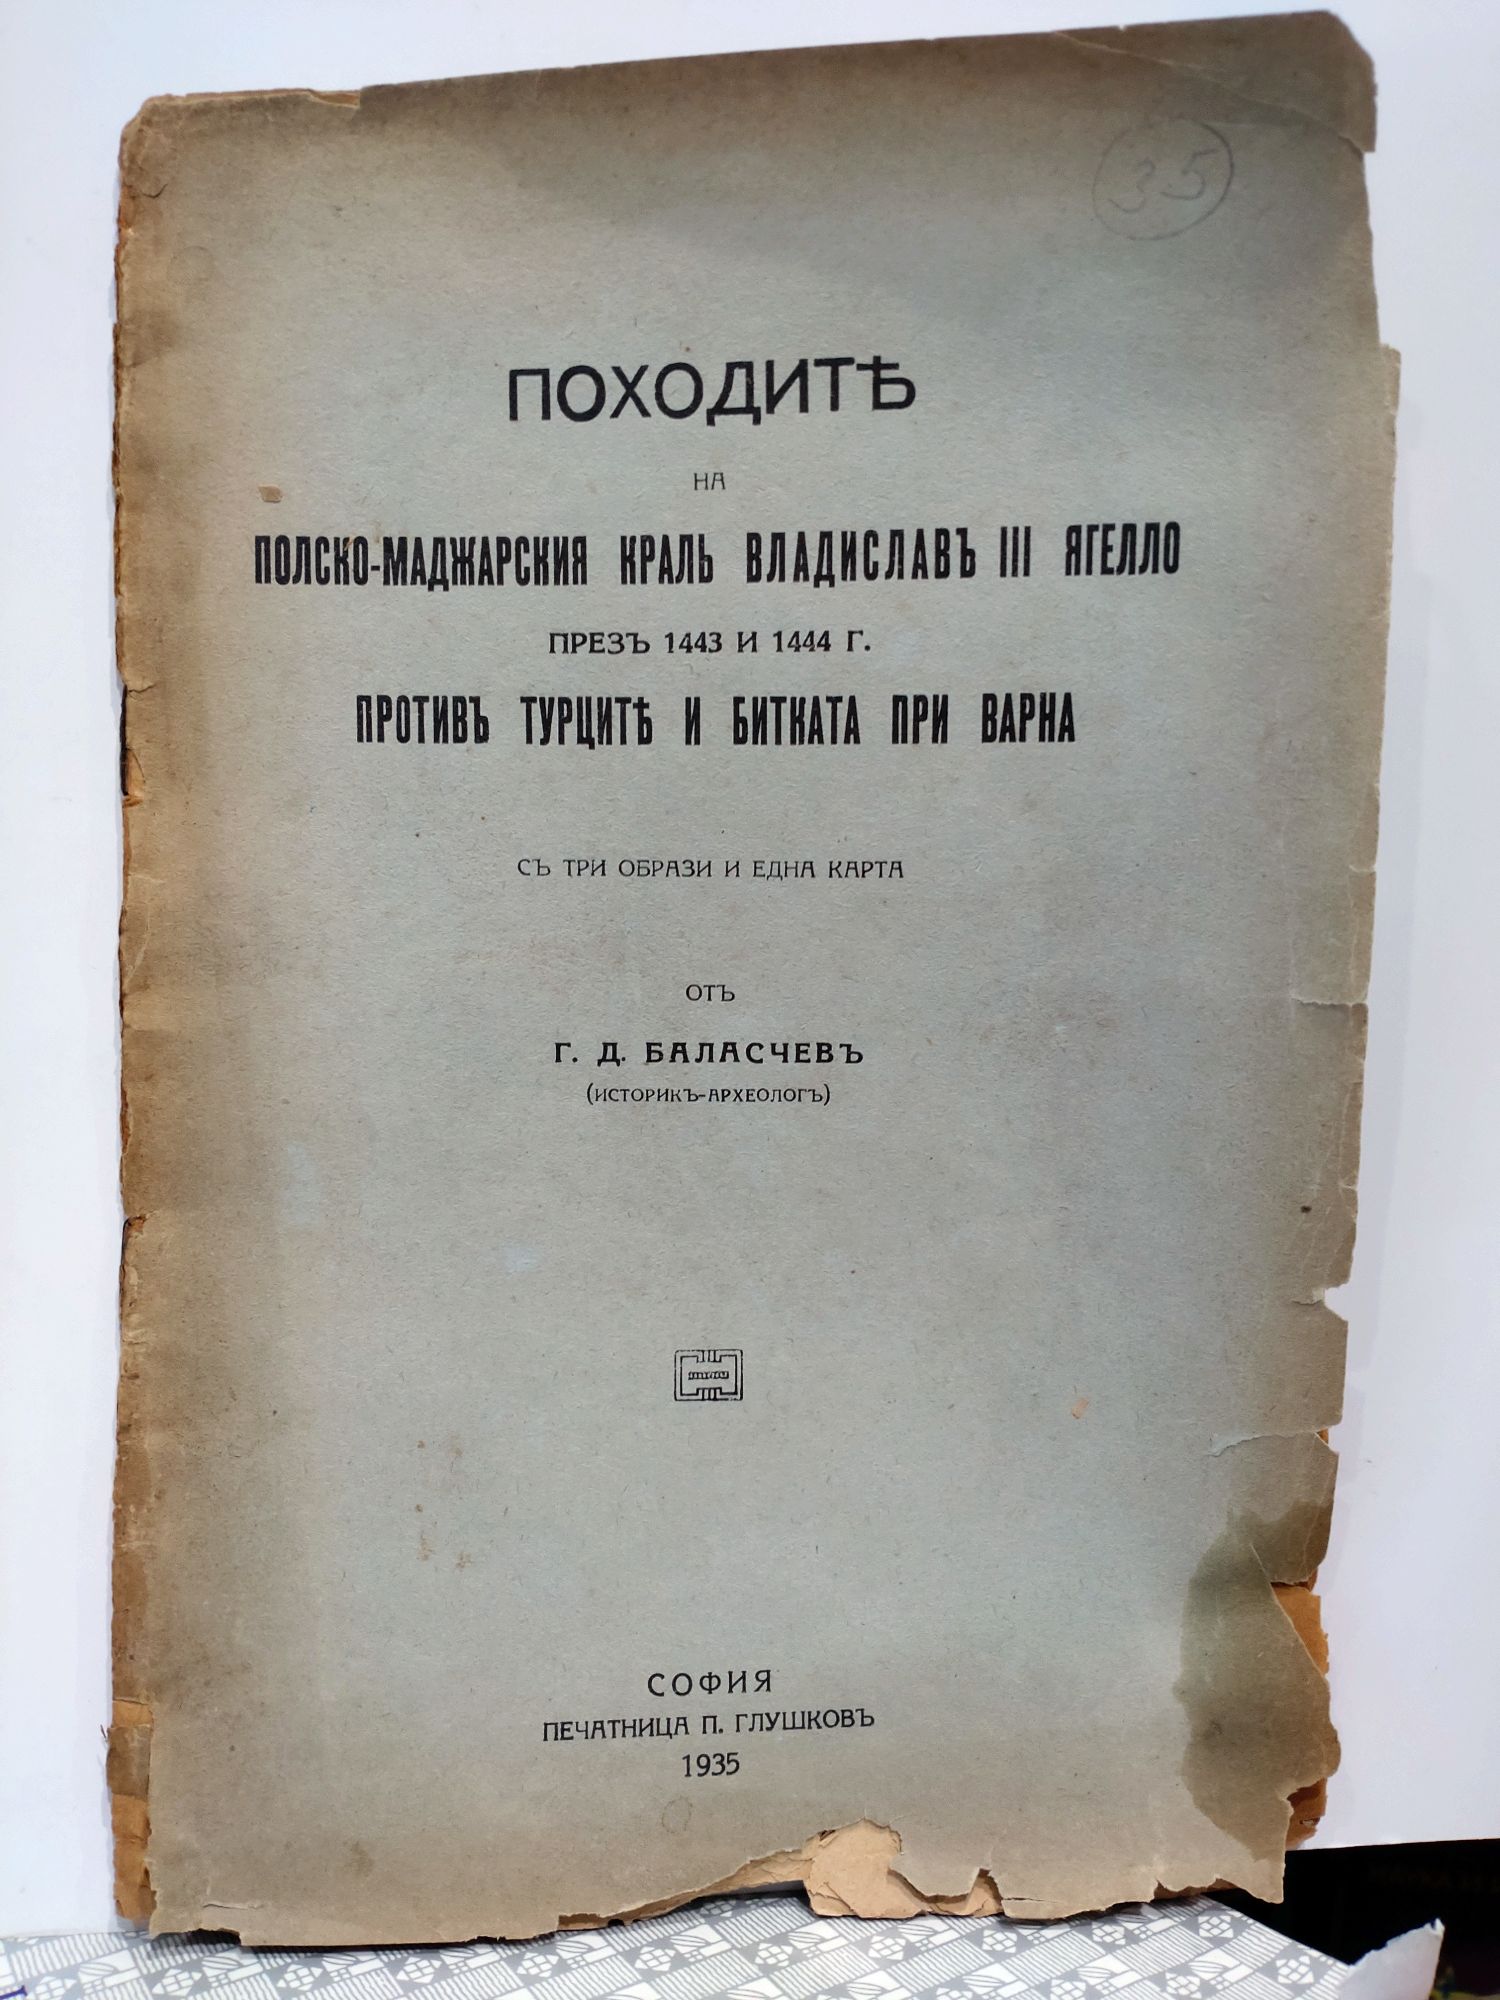 35
ПОХОДИТѢ
НА
ПОЛСКО-МАДЖАРСКИЯ КРАЛЬ ВЛАДИСЛАВЪ III ЯГЕЛЛО
ПРЕЗЪ 1443 И 1444 Г.
ПРОТИВЪ ТУРЦИТѢ И БИТКАТА ПРИ ВАРНА
СЪ ТРИ ОБРАЗИ И ЕДНА КАРТА
ОТЪ
Г. Д. БАЛАСЧЕВЪ
(ИСТОРИКЪ-АРХЕОЛОГЪ)
СОФИЯ
ПЕЧАТНИЦА П. ГЛУШКОВЪ
1935